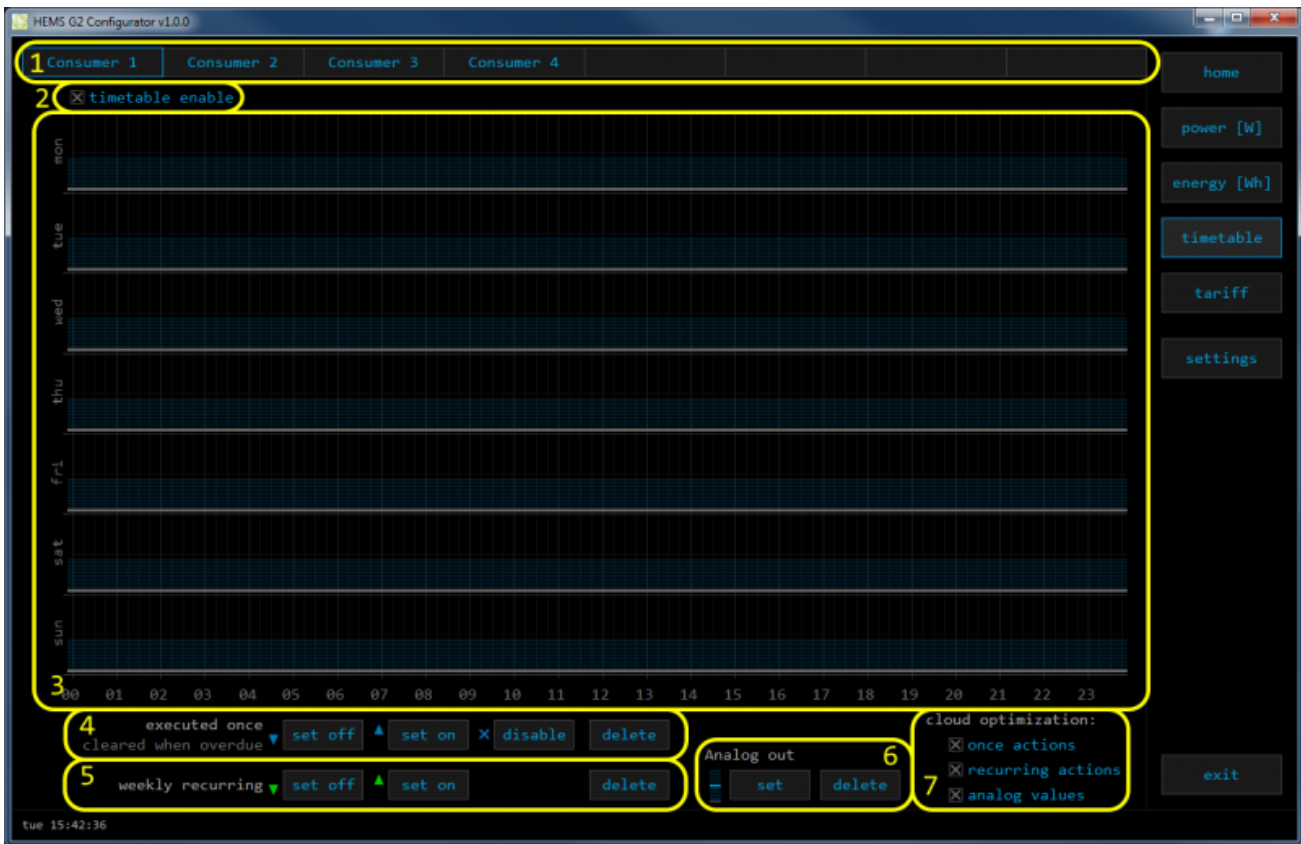 HEMS G2 Configurator v1.0.0
1 Consumer 1 Consumer 2 Consumer 3 Consumer 4
home
2 timetable enable
power [W]
energy [Wh]
timetable
tariff
settings
mon
tue
wed
thu
fri
sat
sun
3
00 01 02 03 04 05 06 07 08 09 10 11 12 13 14 15 16 17 18 19 20 21 22 23
4 executed once
cleared when overdue set off set on disable delete
5 weekly recurring set off set on delete
Analog out 6
set delete
cloud optimization:
once actions
recurring actions
7 analog values
exit
tue 15:42:36